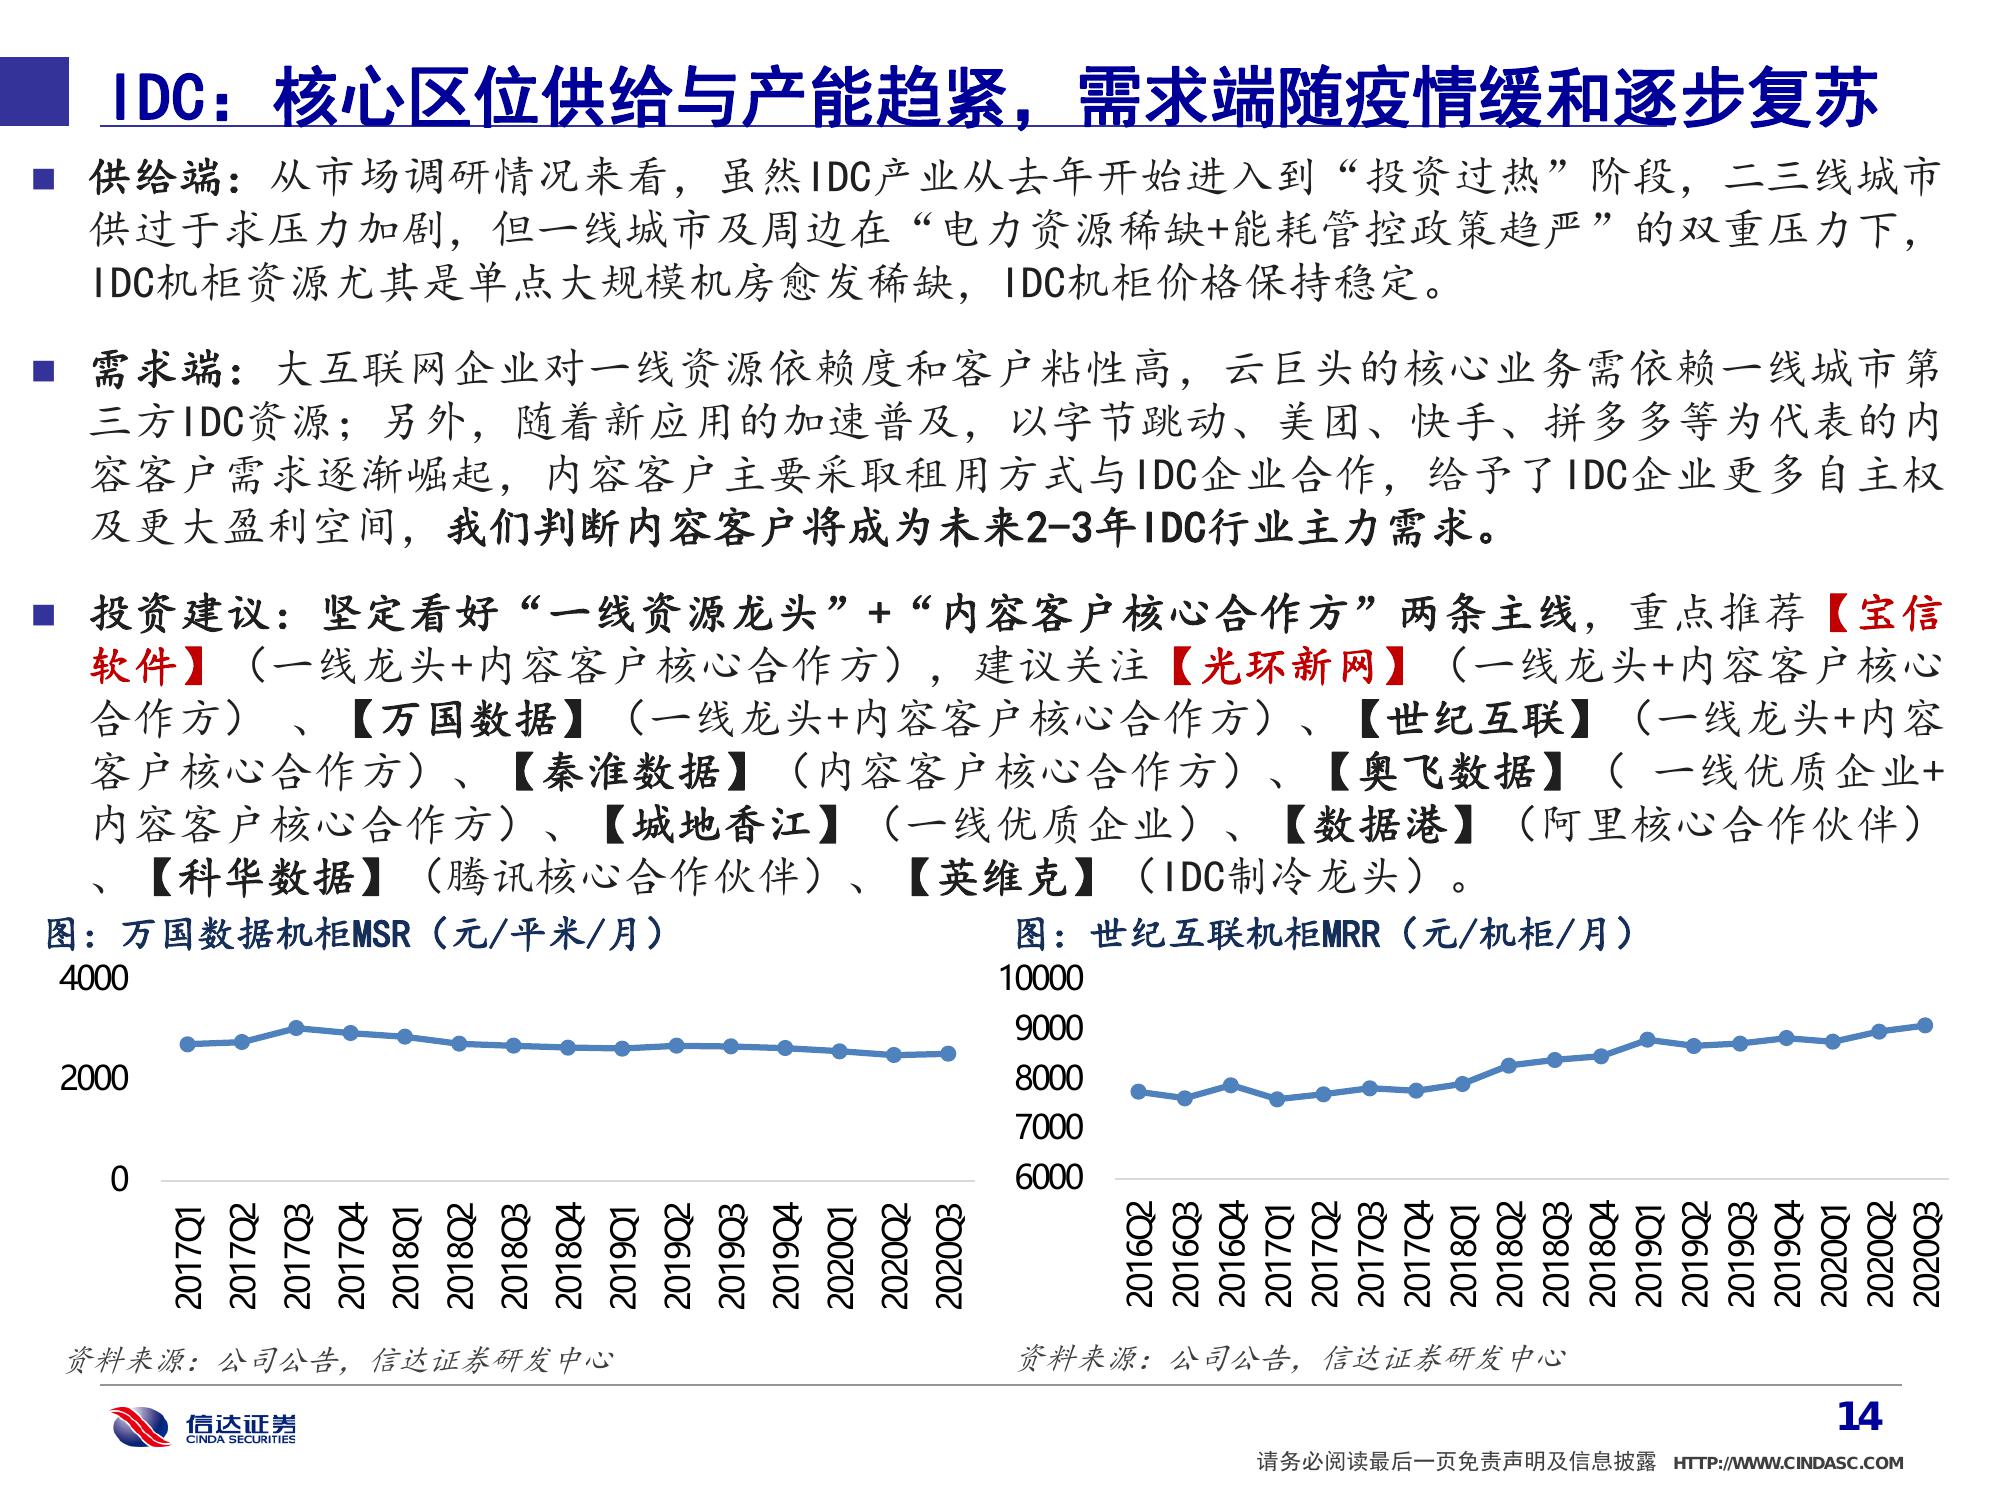 IDC：核心区位供给与产能趋紧，需求端随疫情缓和逐步复苏
■ 供给端：从市场调研情况来看，虽然IDC产业从去年开始进入到“投资过热”阶段，二三线城市
供过于求压力加剧，但一线城市及周边在“电力资源稀缺+能耗管控政策趋严”的双重压力下，
IDC机柜资源尤其是单点大规模机房愈发稀缺，IDC机柜价格保持稳定。
■ 需求端：大互联网企业对一线资源依赖度和客户粘性高，云巨头的核心业务需依赖一线城市第
三方IDC资源；另外，随着新应用的加速普及，以字节跳动、美团、快手、拼多多等为代表的内
容客户需求逐渐崛起，内容客户主要采取租用方式与IDC企业合作，给予了IDC企业更多自主权
及更大盈利空间，我们判断内容客户将成为未来2-3年IDC行业主力需求。
■ 投资建议：坚定看好“一线资源龙头”+“内容客户核心合作方”两条主线，重点推荐【宝信
软件】（一线龙头+内容客户核心合作方），建议关注【光环新网】（一线龙头+内容客户核心
合作方） 、【万国数据】（一线龙头+内容客户核心合作方）、【世纪互联】（一线龙头+内容
客户核心合作方）、【秦淮数据】（内容客户核心合作方）、【奥飞数据】（ 一线优质企业+
内容客户核心合作方）、【城地香江】（一线优质企业）、【数据港】（阿里核心合作伙伴）
、【科华数据】（腾讯核心合作伙伴）、【英维克】（IDC制冷龙头）。
图：万国数据机柜MSR（元/平米/月）
4000
2000
0
2017Q1
2017Q2
2017Q3
2017Q4
2018Q1
2018Q2
2018Q3
2018Q4
2019Q1
2019Q2
2019Q3
2019Q4
2020Q1
2020Q2
2020Q3
资料来源：公司公告，信达证券研发中心
图：世纪互联机柜MRR（元/机柜/月）
10000
9000
8000
7000
6000
2016Q2
2016Q3
2016Q4
2017Q1
2017Q2
2017Q3
2017Q4
2018Q1
2018Q2
2018Q3
2018Q4
2019Q1
2019Q2
2019Q3
2019Q4
2020Q1
2020Q2
2020Q3
资料来源：公司公告，信达证券研发中心
信达证券
CINDA SECURITIES
14
请务必阅读最后一页免责声明及信息披露 HTTP://WWW.CINDASC.COM